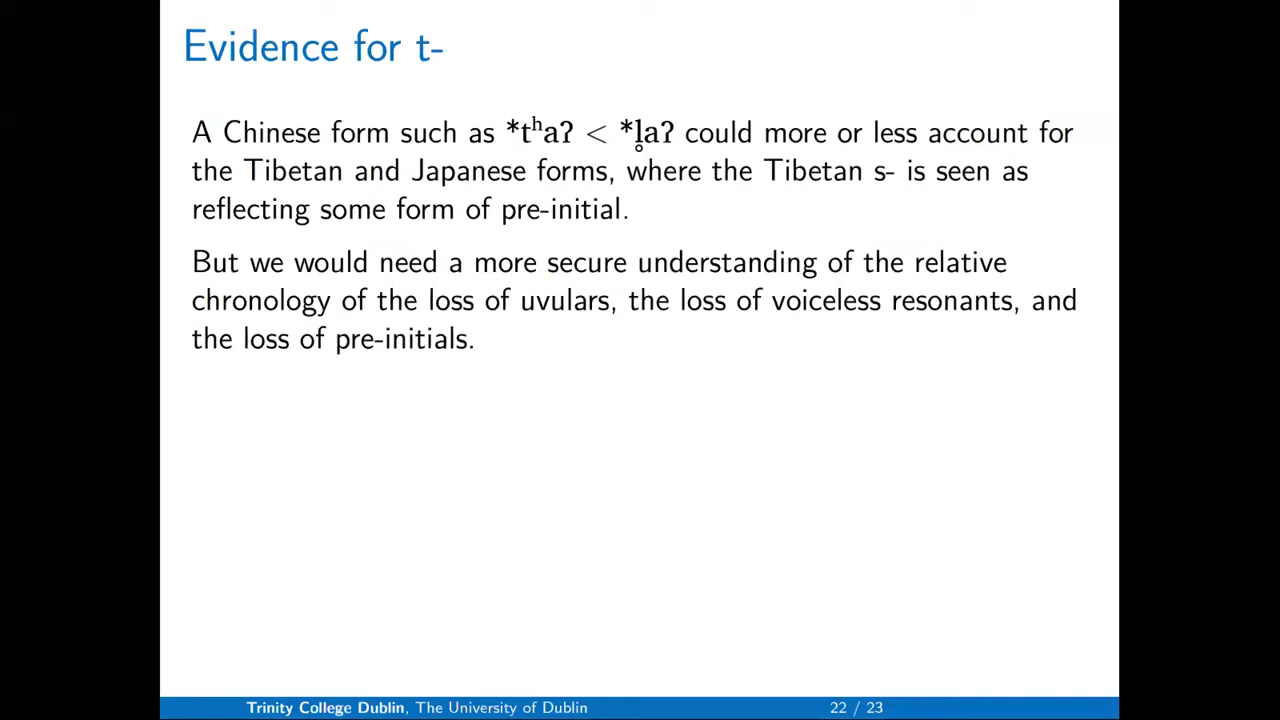 Evidence for t-
A Chinese form such as *tʰaʔ < *l̥aʔ could more or less account for
the Tibetan and Japanese forms, where the Tibetan s- is seen as
reflecting some form of pre-initial.
But we would need a more secure understanding of the relative
chronology of the loss of uvulars, the loss of voiceless resonants, and
the loss of pre-initials.
Trinity College Dublin, The University of Dublin 22 / 23